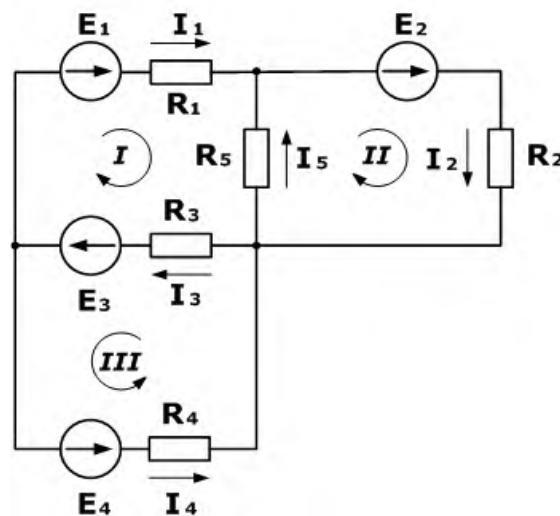 E₁ I₁ E₂
R₁
I R₅ I₅ II I₂ R₂
R₃
E₃ I₃
III
R₄
E₄ I₄